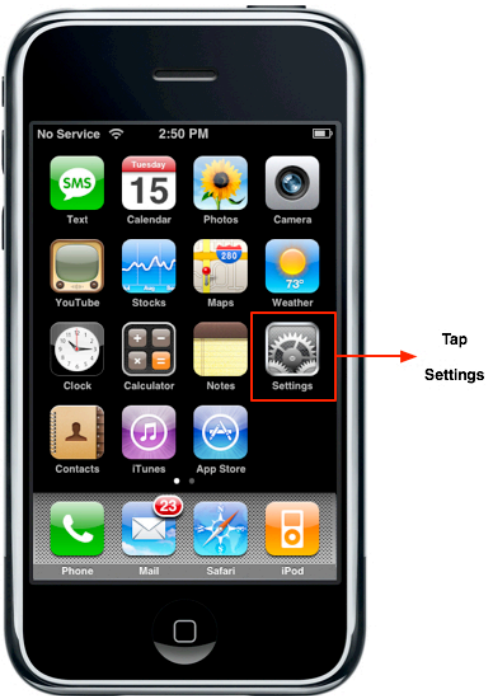 No Service 2:50 PM
SMS Tuesday 15
Text Calendar Photos Camera
280 73°
YouTube Stocks Maps Weather
Tap
Clock Calculator Notes Settings
Settings
Contacts iTunes App Store
23
Phone Mail Safari iPod